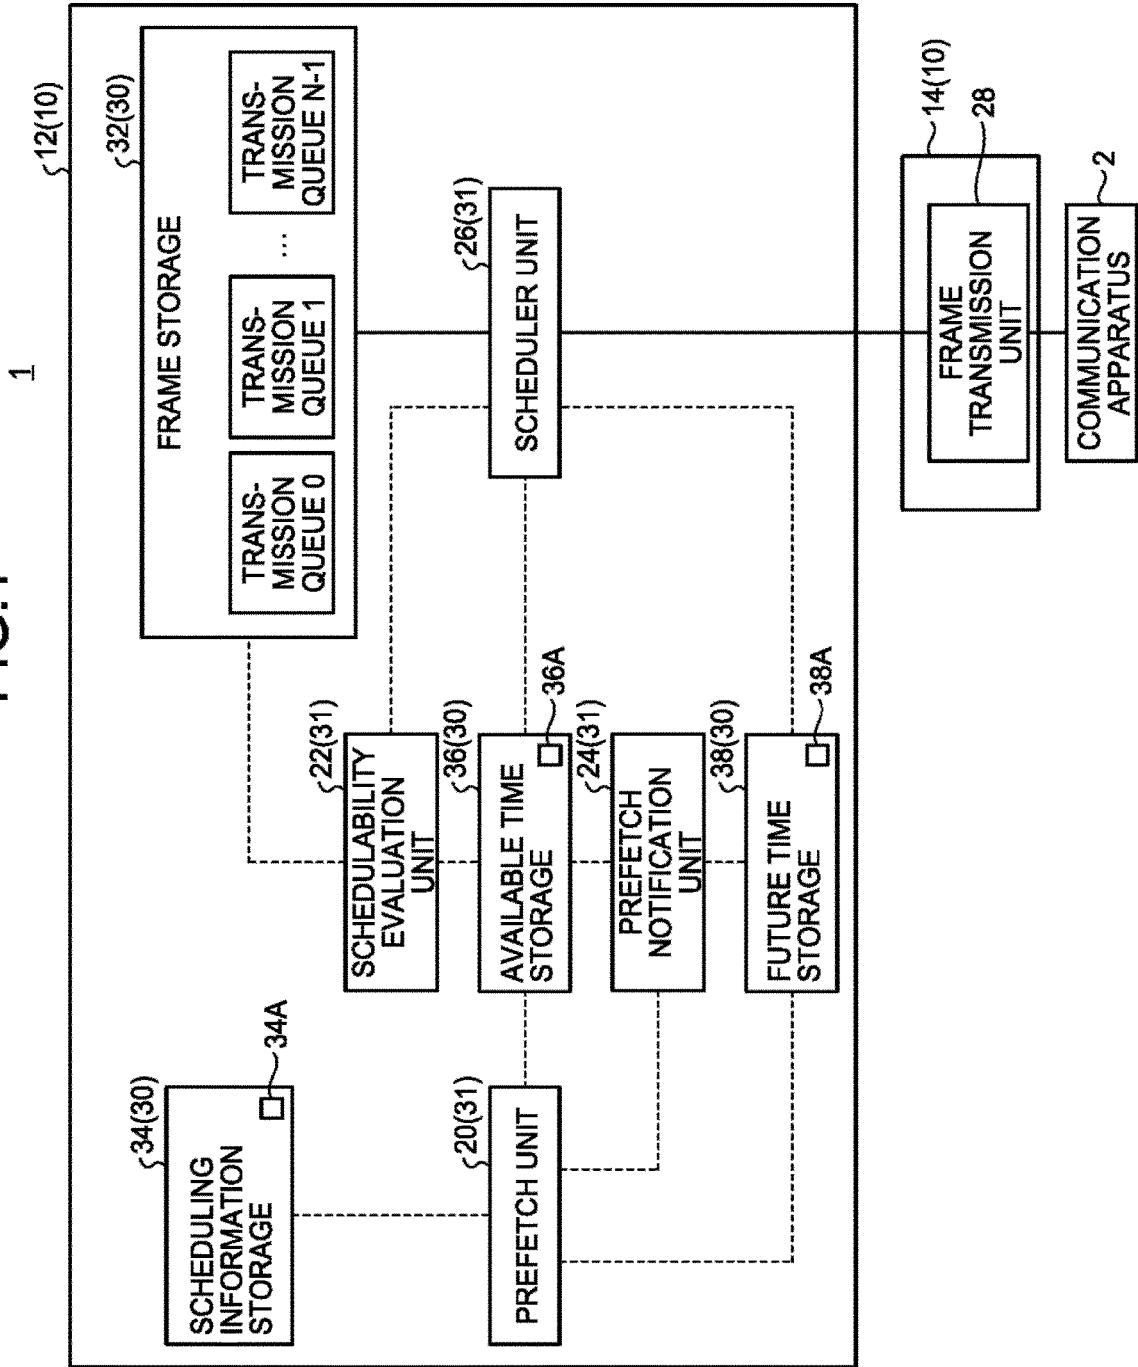 1
12(10)
34(30)
SCHEDULING
INFORMATION
STORAGE
34A
32(30)
FRAME STORAGE
TRANS-
MISSION
QUEUE 0
TRANS-
MISSION
QUEUE 1
...
TRANS-
MISSION
QUEUE N-1
22(31)
SCHEDULABILITY
EVALUATION
UNIT
20(31)
PREFETCH UNIT
36(30)
AVAILABLE TIME
STORAGE
36A
26(31)
SCHEDULER UNIT
24(31)
PREFETCH
NOTIFICATION
UNIT
38(30)
FUTURE TIME
STORAGE
38A
14(10)
FRAME
TRANSMISSION
UNIT
28
COMMUNICATION
APPARATUS
2